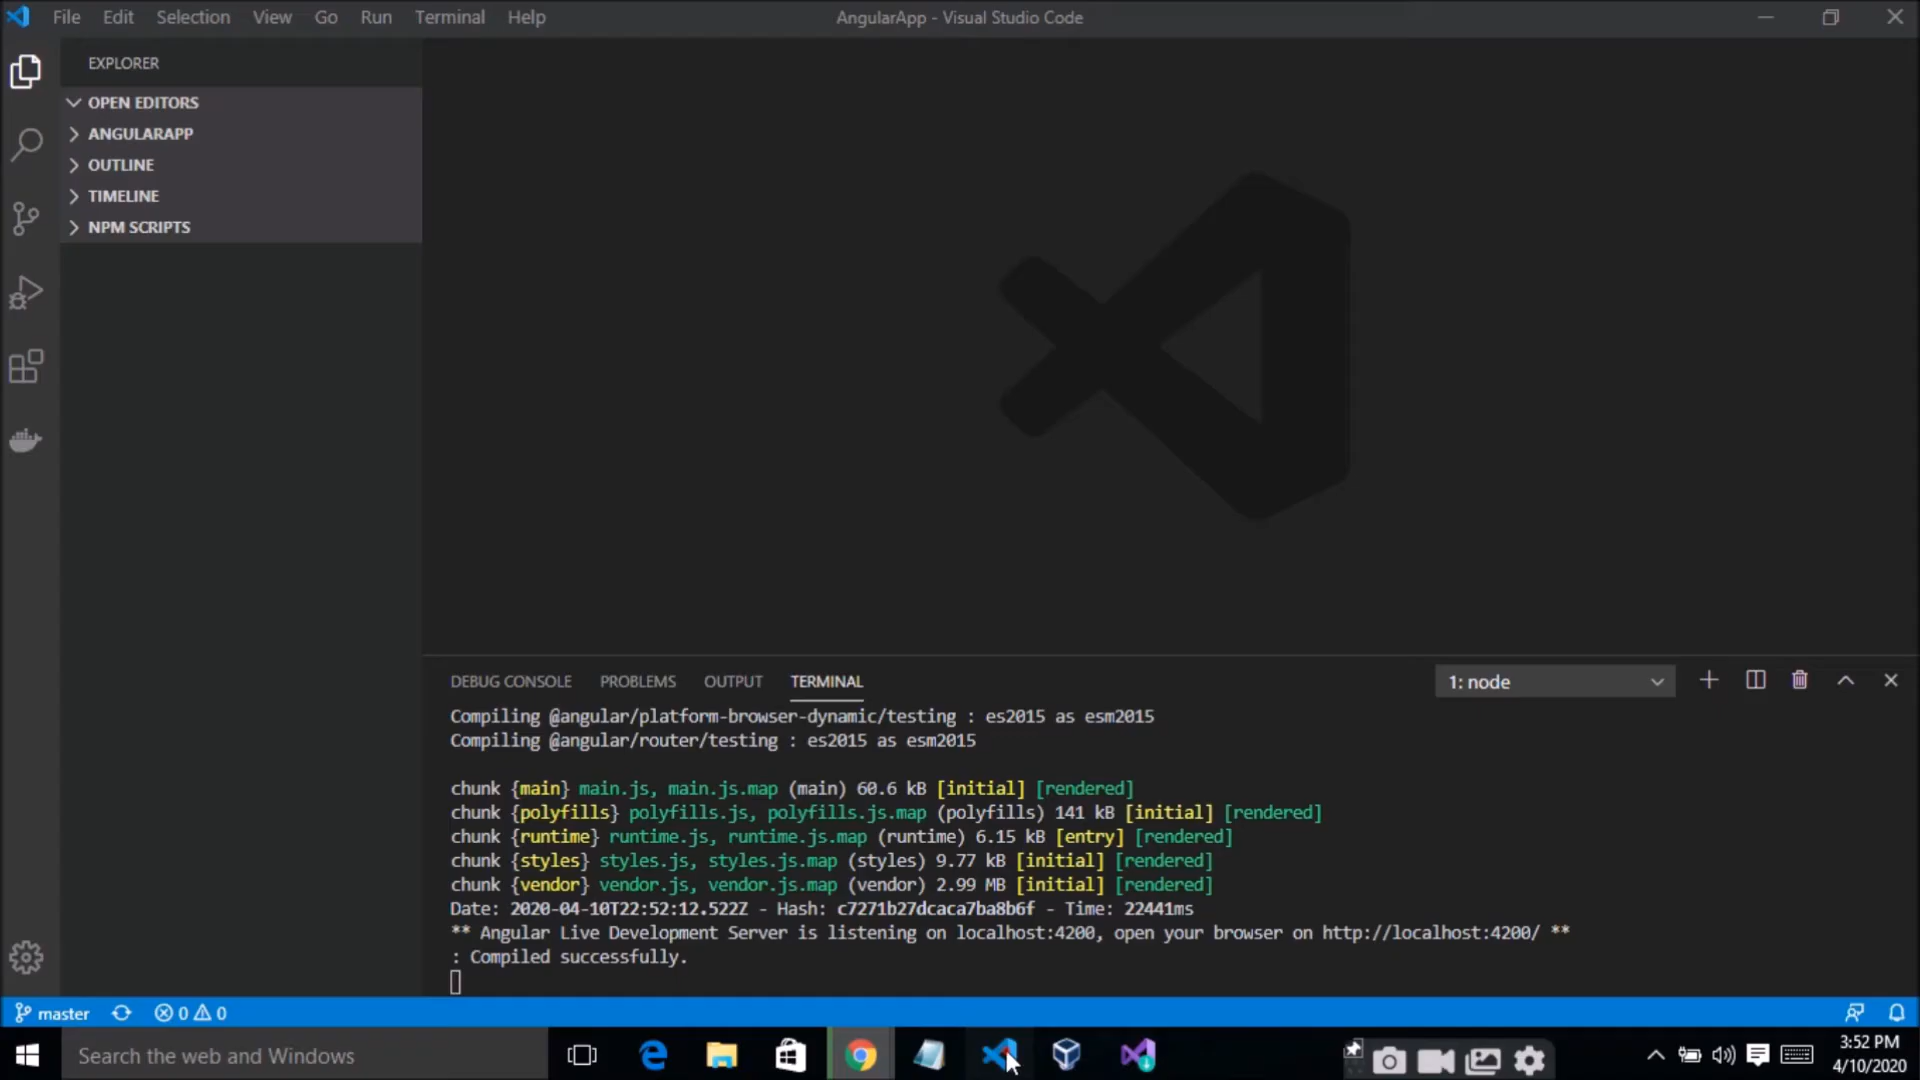 File Edit Selection View Go Run Terminal Help
AngularApp - Visual Studio Code
EXPLORER
OPEN EDITORS
ANGULARAPP
OUTLINE
TIMELINE
NPM SCRIPTS
DEBUG CONSOLE PROBLEMS OUTPUT TERMINAL
1: node
Compiling @angular/platform-browser-dynamic/testing : es2015 as esm2015
Compiling @angular/router/testing : es2015 as esm2015
chunk {main} main.js, main.js.map (main) 60.6 kB [initial] [rendered]
chunk {polyfills} polyfills.js, polyfills.js.map (polyfills) 141 kB [initial] [rendered]
chunk {runtime} runtime.js, runtime.js.map (runtime) 6.15 kB [entry] [rendered]
chunk {styles} styles.js, styles.js.map (styles) 9.77 kB [initial] [rendered]
chunk {vendor} vendor.js, vendor.js.map (vendor) 2.99 MB [initial] [rendered]
Date: 2020-04-10T22:52:12.522Z - Hash: c7271b27dcaca7ba8b6f - Time: 22441ms
** Angular Live Development Server is listening on localhost:4200, open your browser on http://localhost:4200/ **
: Compiled successfully.
master 0 0
Search the web and Windows
3:52 PM
4/10/2020